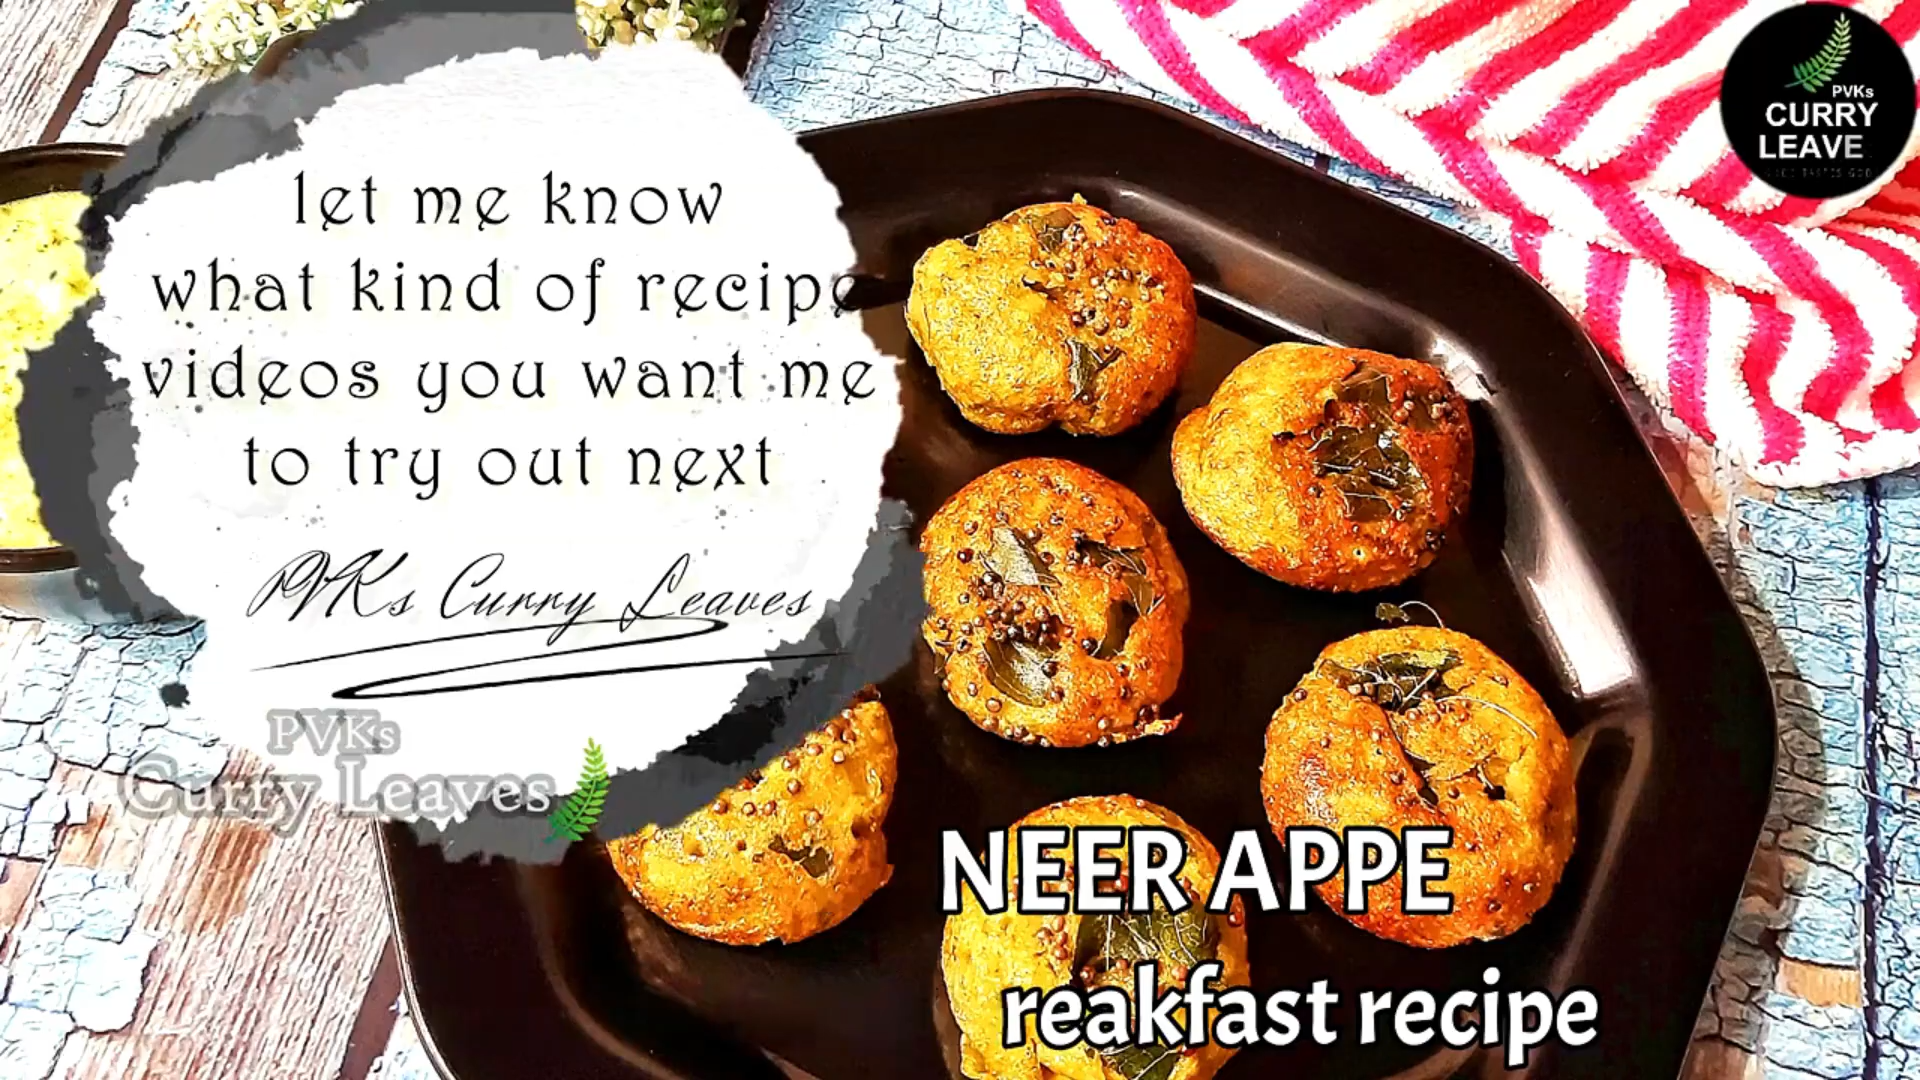 let me know
what kind of recipe
videos you want me
to try out next
PVKs Curry Leaves
PVKs
Curry Leaves
PVKs
CURRY
LEAVE
NEER APPE
reakfast recipe